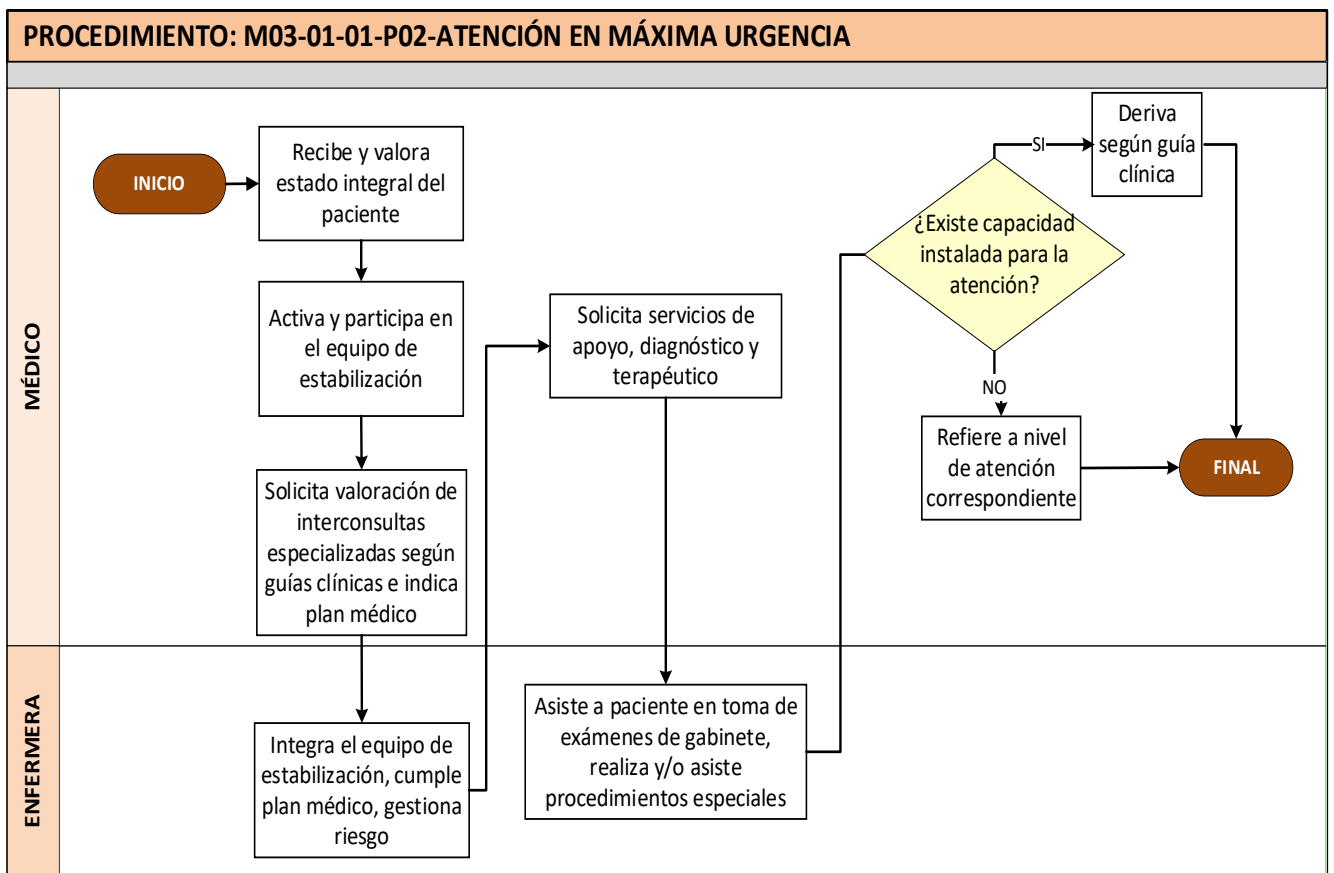 PROCEDIMIENTO: M03-01-01-P02-ATENCIÓN EN MÁXIMA URGENCIA
MÉDICO
INICIO
Recibe y valora
estado integral del
paciente
Activa y participa en
el equipo de
estabilización
Solicita valoración de
interconsultas
especializadas según
guías clínicas e indica
plan médico
ENFERMERA
Integra el equipo de
estabilización, cumple
plan médico, gestiona
riesgo
Solicita servicios de
apoyo, diagnóstico y
terapéutico
Asiste a paciente en toma de
exámenes de gabinete,
realiza y/o asiste
procedimientos especiales
¿Existe capacidad
instalada para la
atención?
SI
Deriva
según guía
clínica
NO
Refiere a nivel
de atención
correspondiente
FINAL